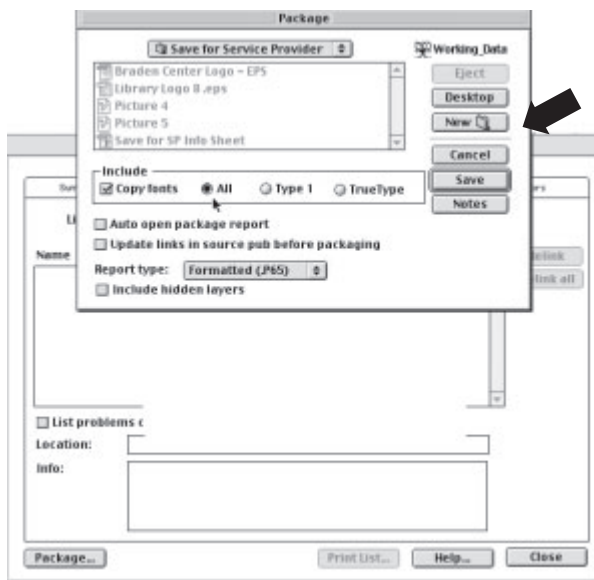 Package
Save for Service Provider
Working_Data
Braden Center Logo – EPS
Library Logo 8.eps
Picture 4
Picture 5
Save for SP Info Sheet
Eject
Desktop
New
Cancel
Save
Notes
Include
Copy fonts All Type 1 TrueType
Auto open package report
Update links in source pub before packaging
Report type: Formatted (.P65)
Include hidden layers
Name
List problems
Location:
Info:
Package... Print List... Help... Close